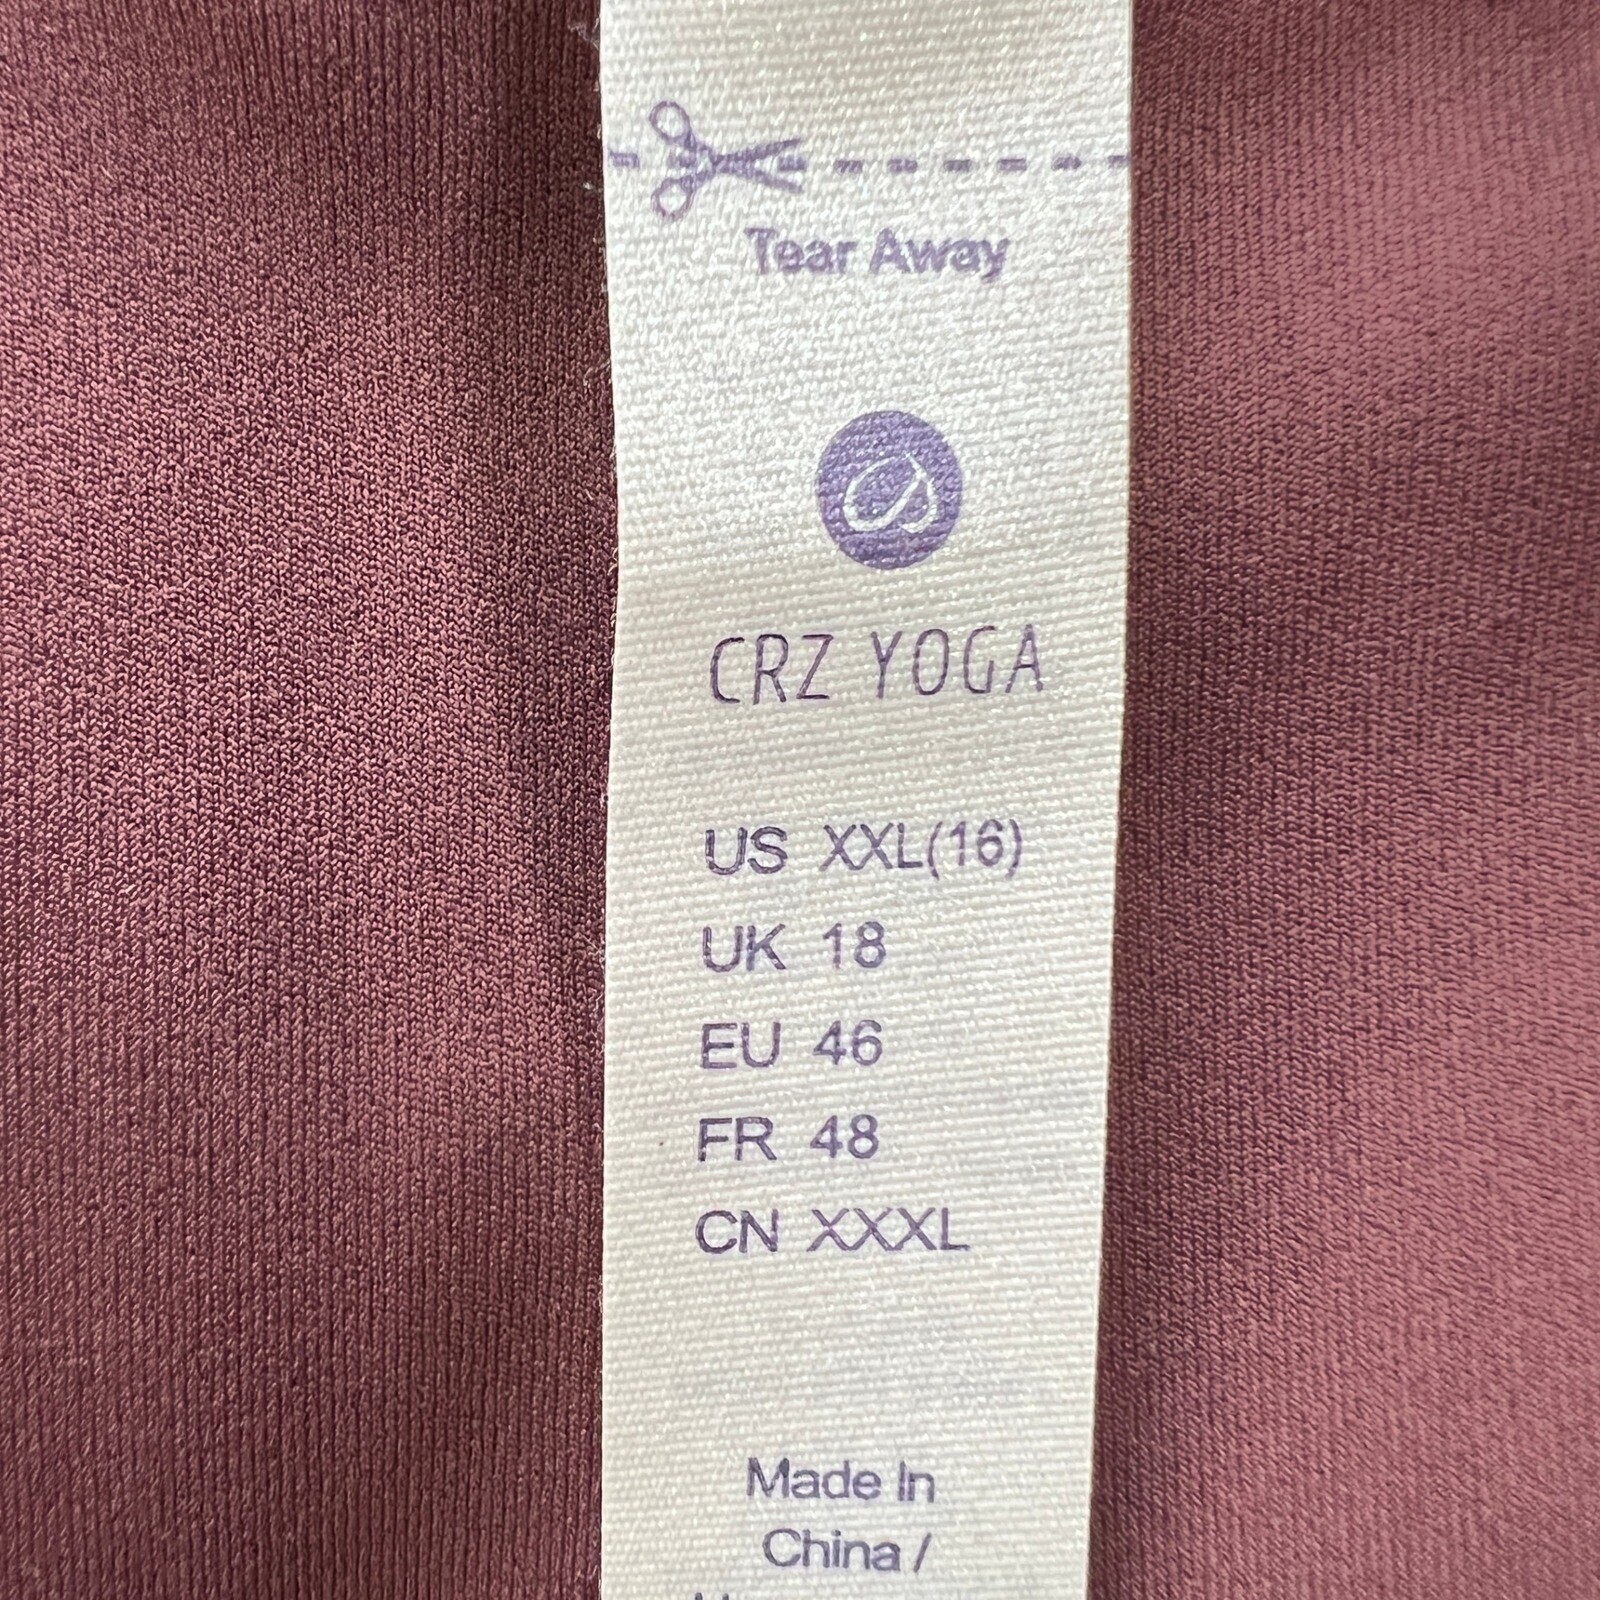 Tear Away
CRZ YOGA
US XXL(16)
UK 18
EU 46
FR 48
CN XXXL
Made In
China /